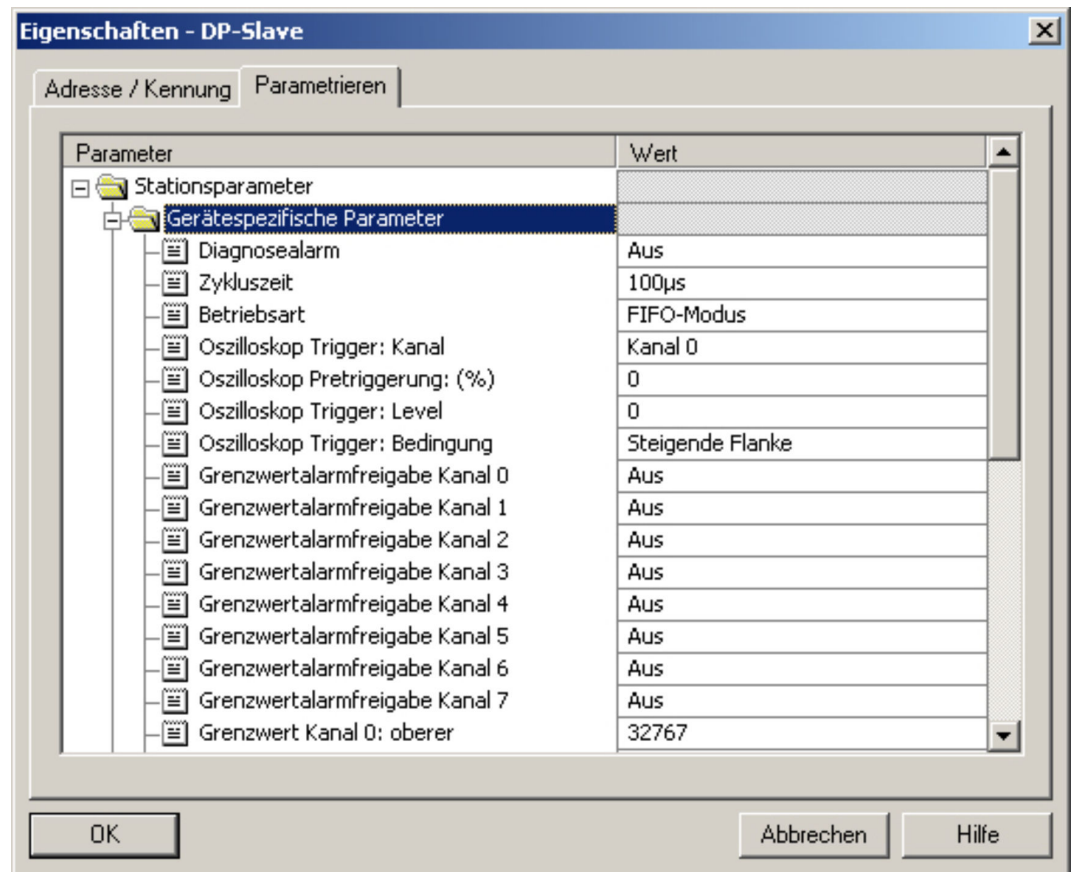 Eigenschaften - DP-Slave
Adresse / Kennung Parametrieren
Parameter Wert
Stationsparameter
Gerätespezifische Parameter
Diagnosealarm Aus
Zykluszeit 100µs
Betriebsart FIFO-Modus
Oszilloskop Trigger: Kanal Kanal 0
Oszilloskop Pretriggerung: (%) 0
Oszilloskop Trigger: Level 0
Oszilloskop Trigger: Bedingung Steigende Flanke
Grenzwertalarmfreigabe Kanal 0 Aus
Grenzwertalarmfreigabe Kanal 1 Aus
Grenzwertalarmfreigabe Kanal 2 Aus
Grenzwertalarmfreigabe Kanal 3 Aus
Grenzwertalarmfreigabe Kanal 4 Aus
Grenzwertalarmfreigabe Kanal 5 Aus
Grenzwertalarmfreigabe Kanal 6 Aus
Grenzwertalarmfreigabe Kanal 7 Aus
Grenzwert Kanal 0: oberer 32767
OK Abbrechen Hilfe